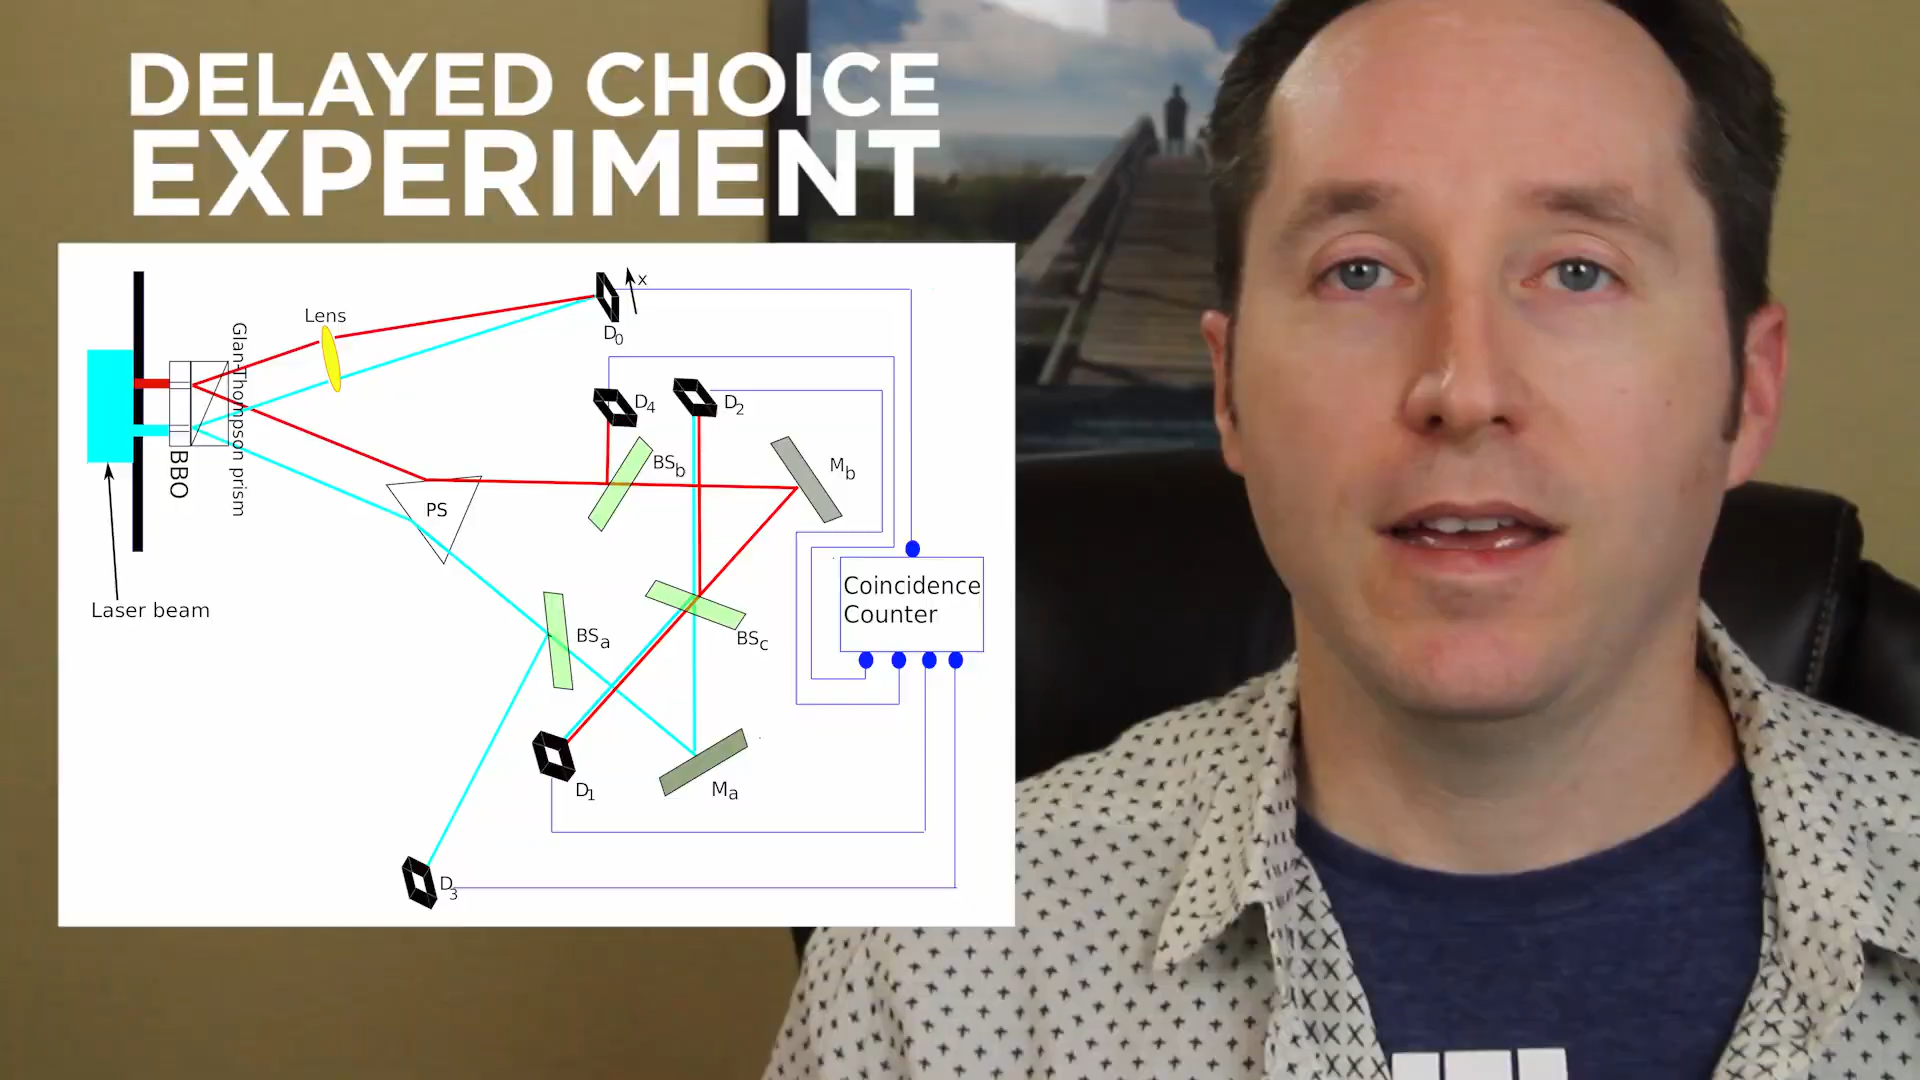 DELAYED CHOICE
EXPERIMENT
x
Lens
D0
Glan-Thompson prism
D4
D2
BSb
Mb
BBO
PS
Coincidence
Counter
Laser beam
BSa
BSc
D1
Ma
D3